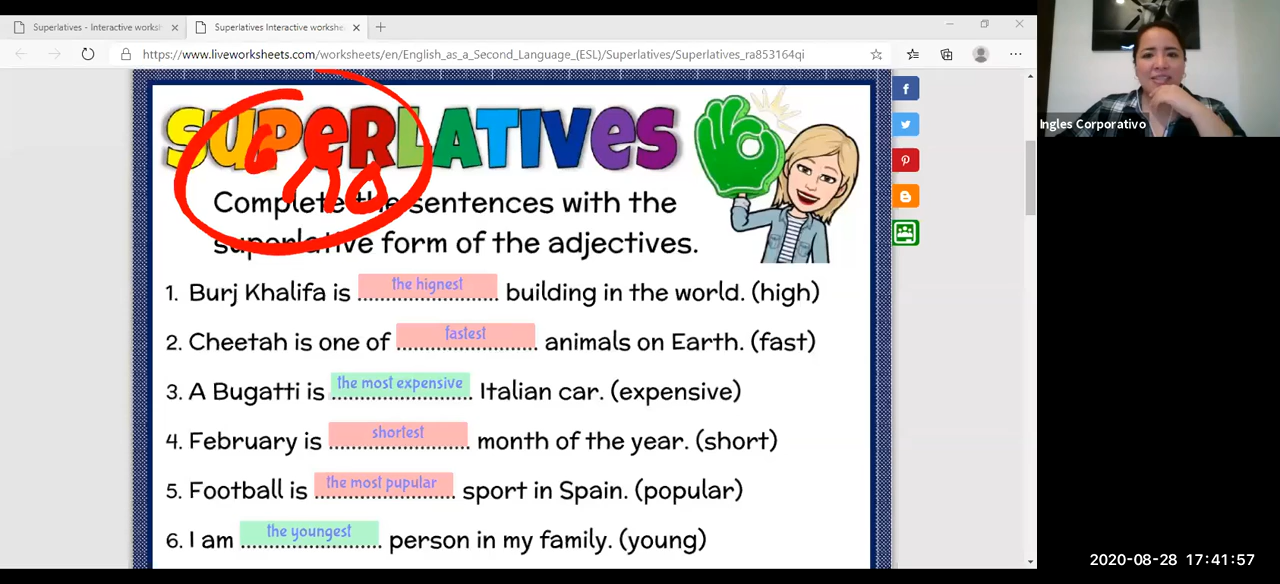 Superlatives - Interactive worksh
Superlatives Interactive workshe
https://www.liveworksheets.com/worksheets/en/English_as_a_Second_Language_(ESL)/Superlatives/Superlatives_ra853164qi
Ingles Corporativo
SUPERLATIVES
Complete the sentences with the
superlative form of the adjectives.
1. Burj Khalifa is the hignest building in the world. (high)
2. Cheetah is one of fastest animals on Earth. (fast)
3. A Bugatti is the most expensive Italian car. (expensive)
4. February is shortest month of the year. (short)
5. Football is the most pupular sport in Spain. (popular)
6. I am the youngest person in my family. (young)
2020-08-28 17:41:57